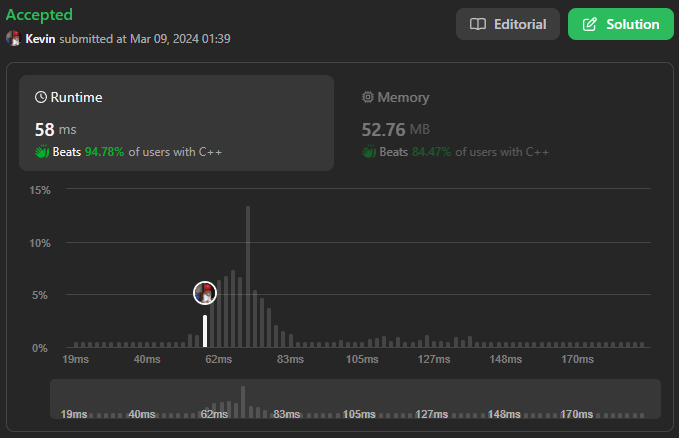 Accepted
Editorial
Solution
Kevin submitted at Mar 09, 2024 01:39
Runtime
Memory
58 ms
52.76 MB
Beats 94.78% of users with C++
Beats 84.47% of users with C++
15%
10%
5%
0%
19ms 40ms 62ms 83ms 105ms 127ms 148ms 170ms
19ms 40ms 62ms 83ms 105ms 127ms 148ms 170ms